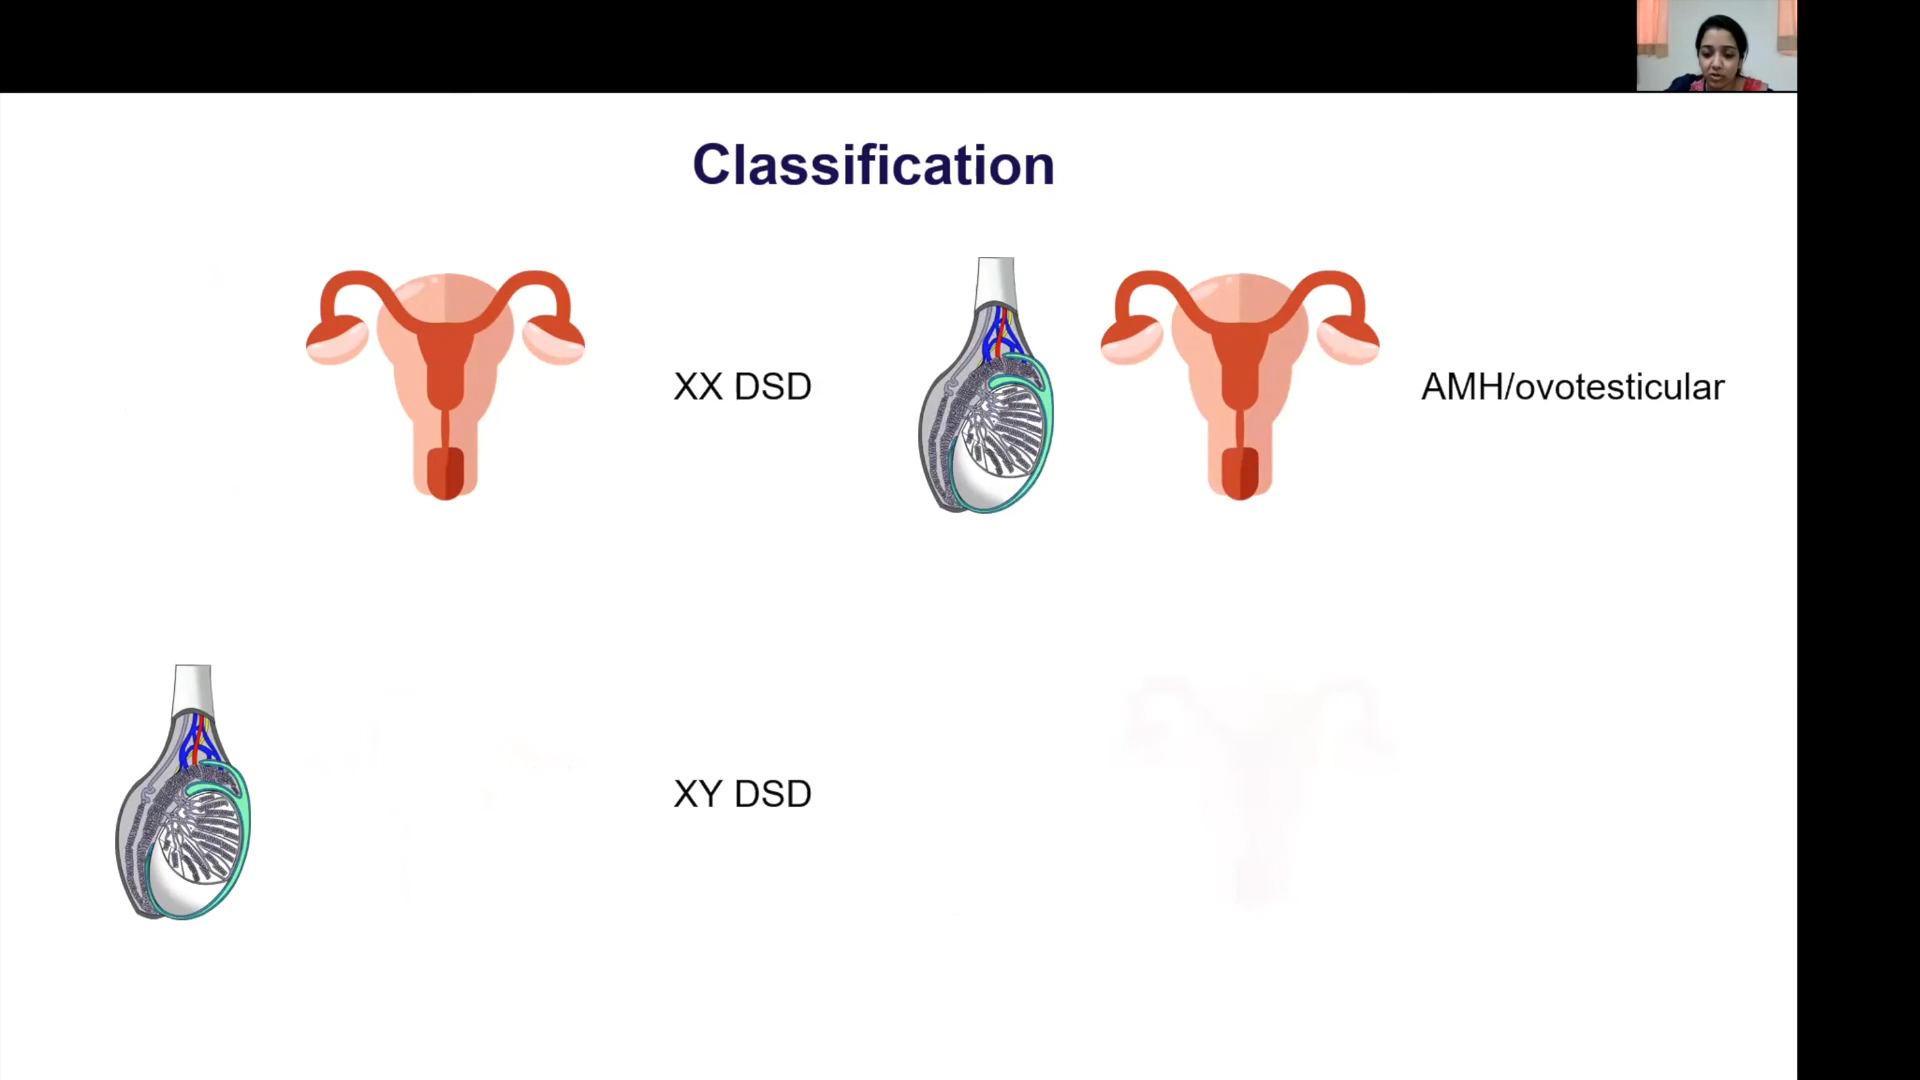 Classification
XX DSD
AMH/ovotesticular
XY DSD